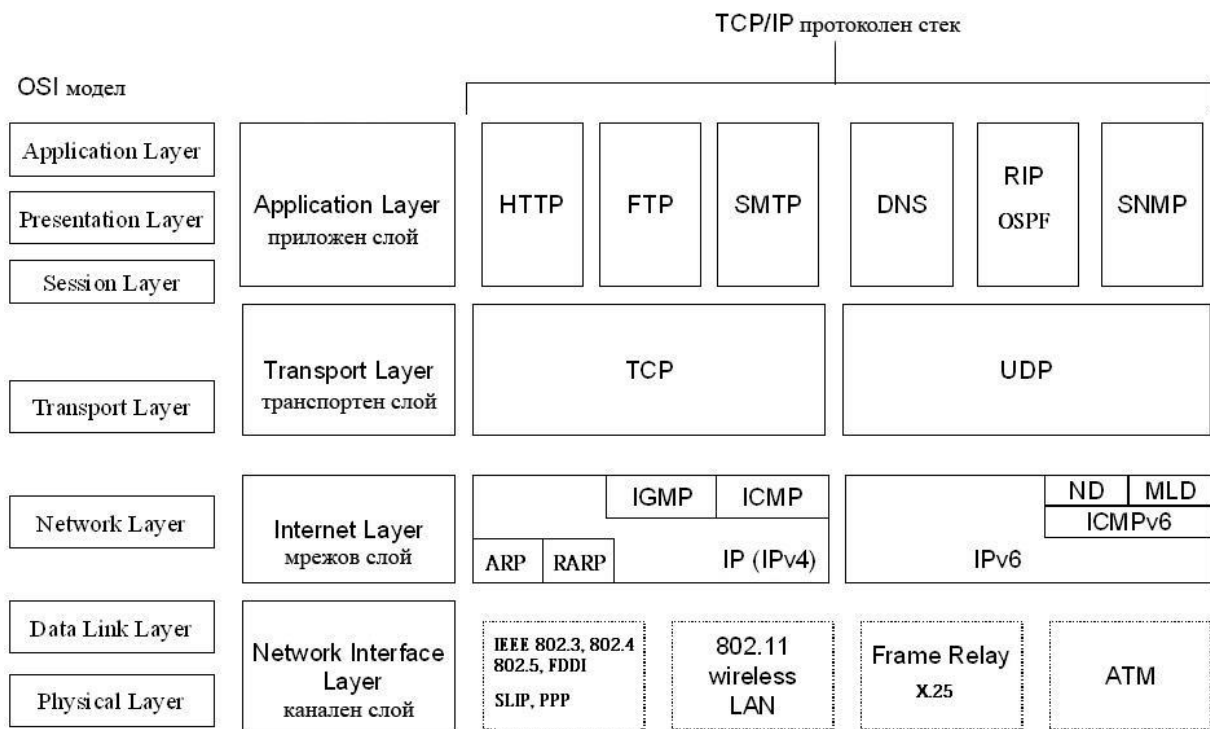 TCP/IP протоколен стек
OSI модел
Application Layer
Presentation Layer
Session Layer
Transport Layer
Network Layer
Data Link Layer
Physical Layer
Application Layer
приложен слой
Transport Layer
транспортен слой
Internet Layer
мрежов слой
Network Interface
Layer
канален слой
HTTP
FTP
SMTP
DNS
RIP
OSPF
SNMP
TCP
UDP
IGMP
ICMP
ARP
RARP
IP (IPv4)
ND
MLD
ICMPv6
IPv6
IEEE 802.3, 802.4
802.5, FDDI
SLIP, PPP
802.11
wireless
LAN
Frame Relay
X.25
ATM